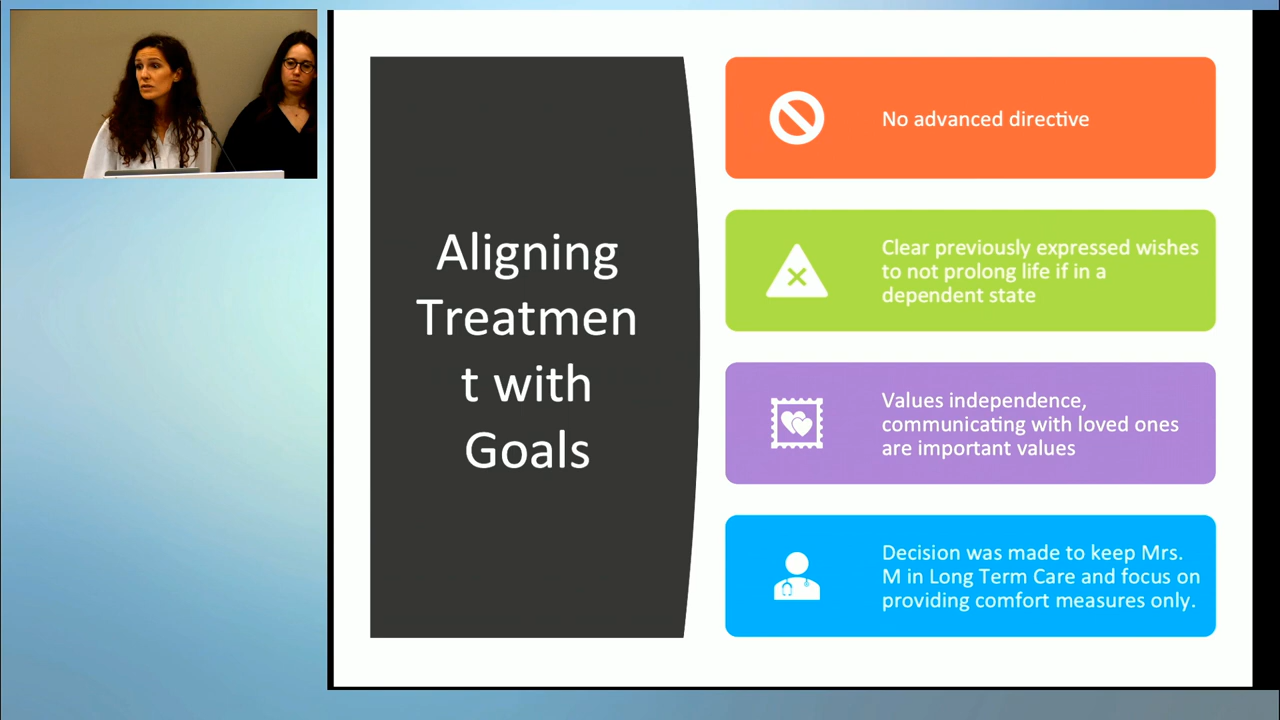 Aligning
Treatmen
t with
Goals
No advanced directive
Clear previously expressed wishes
to not prolong life if in a
dependent state
Values independence,
communicating with loved ones
are important values
Decision was made to keep Mrs.
M in Long Term Care and focus on
providing comfort measures only.